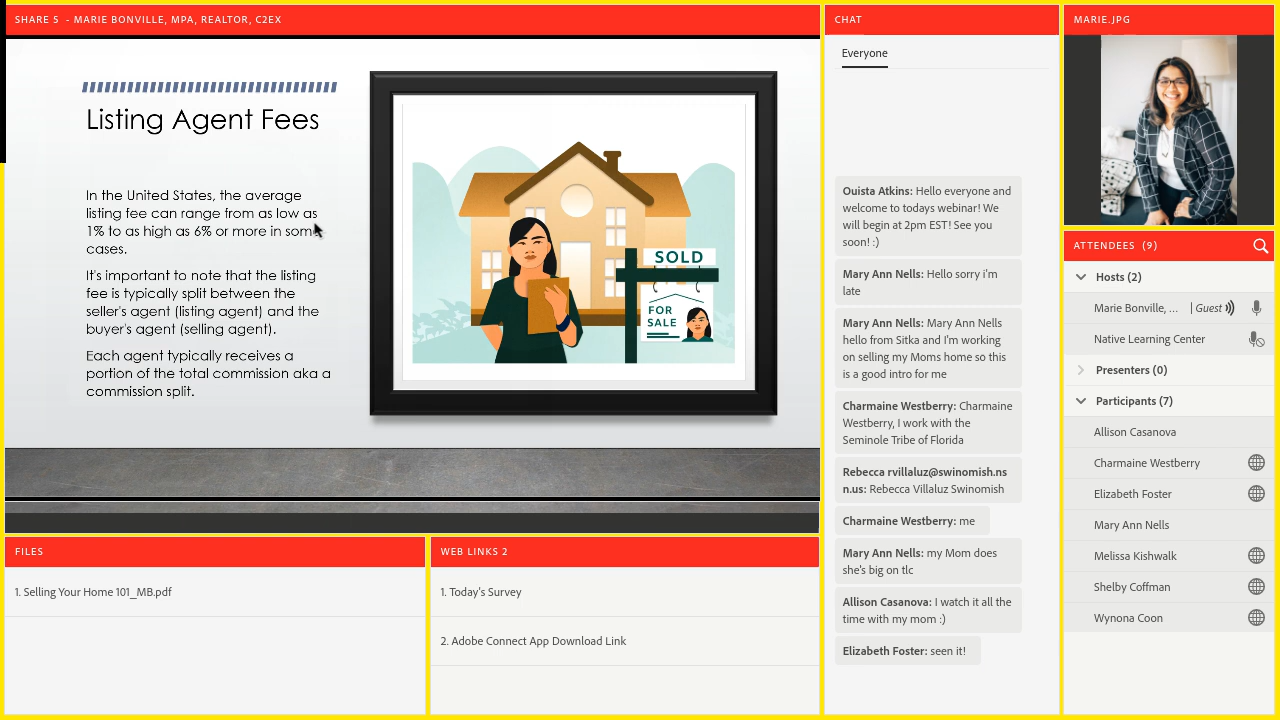 SHARE 5 - MARIE BONVILLE, MPA, REALTOR, C2EX
Listing Agent Fees
In the United States, the average
listing fee can range from as low as
1% to as high as 6% or more in some
cases.
It's important to note that the listing
fee is typically split between the
seller's agent (listing agent) and the
buyer's agent (selling agent).
Each agent typically receives a
portion of the total commission aka a
commission split.
SOLD
FOR
SALE
FILES
1. Selling Your Home 101_MB.pdf
WEB LINKS 2
1. Today's Survey
2. Adobe Connect App Download Link
CHAT
Everyone
Ouista Atkins: Hello everyone and
welcome to todays webinar! We
will begin at 2pm EST! See you
soon! :)
Mary Ann Nells: Hello sorry i'm
late
Mary Ann Nells: Mary Ann Nells
hello from Sitka and I'm working
on selling my Moms home so this
is a good intro for me
Charmaine Westberry: Charmaine
Westberry, I work with the
Seminole Tribe of Florida
Rebecca rvillaluz@swinomish.ns
n.us: Rebecca Villaluz Swinomish
Charmaine Westberry: me
Mary Ann Nells: my Mom does
she's big on tlc
Allison Casanova: I watch it all the
time with my mom :)
Elizabeth Foster: seen it!
MARIE.JPG
ATTENDEES (9)
Hosts (2)
Marie Bonville, ... | Guest
Native Learning Center
Presenters (0)
Participants (7)
Allison Casanova
Charmaine Westberry
Elizabeth Foster
Mary Ann Nells
Melissa Kishwalk
Shelby Coffman
Wynona Coon